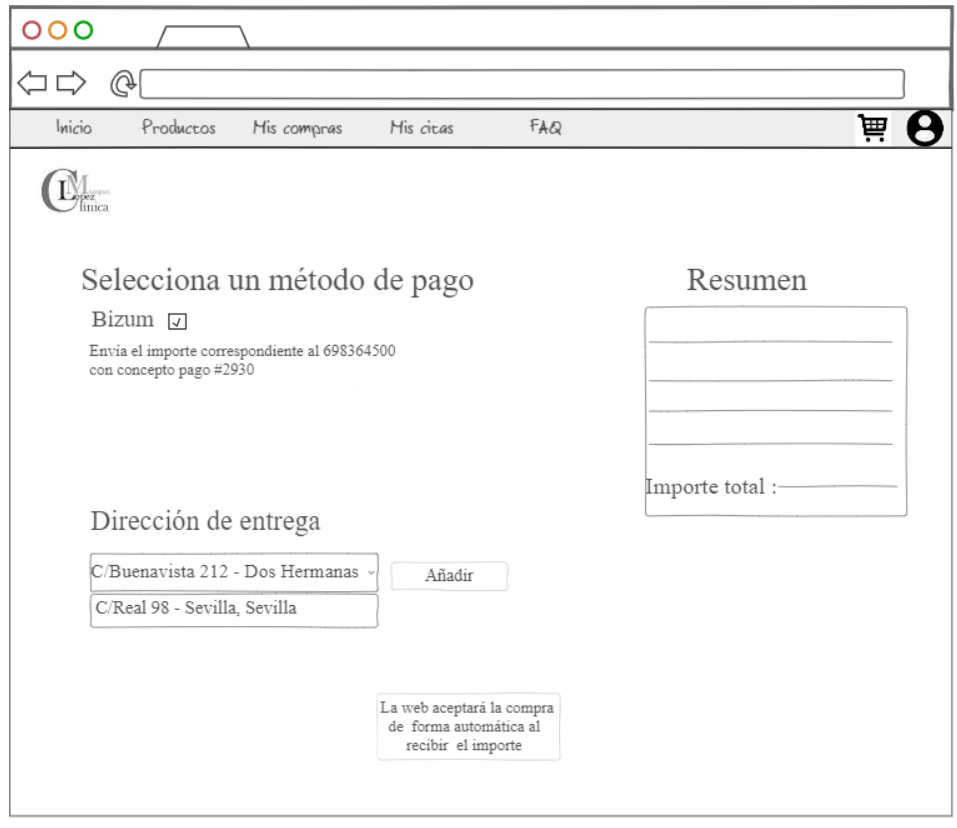 Inicio Productos Mis compras Mis citas FAQ
CLM
Lopez
Clínica
Selecciona un método de pago
Bizum
Envía el importe correspondiente al 698364500
con concepto pago #2930
Resumen
Importe total :
Dirección de entrega
C/Buenavista 212 - Dos Hermanas
Añadir
C/Real 98 - Sevilla, Sevilla
La web aceptará la compra
de forma automática al
recibir el importe